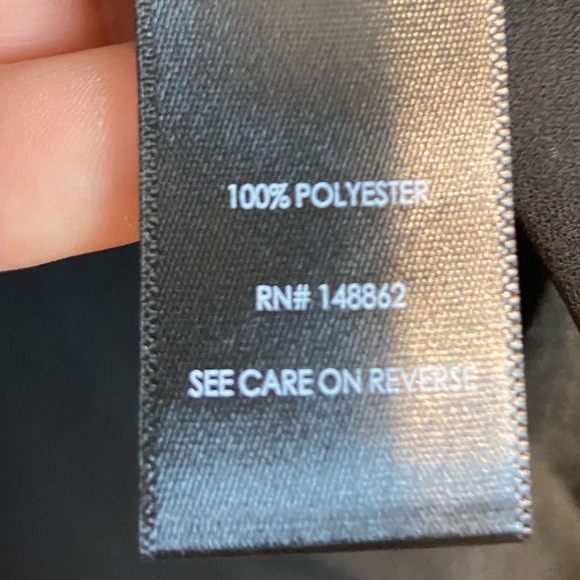 100% POLYESTER
RN# 148862
SEE CARE ON REVERSE